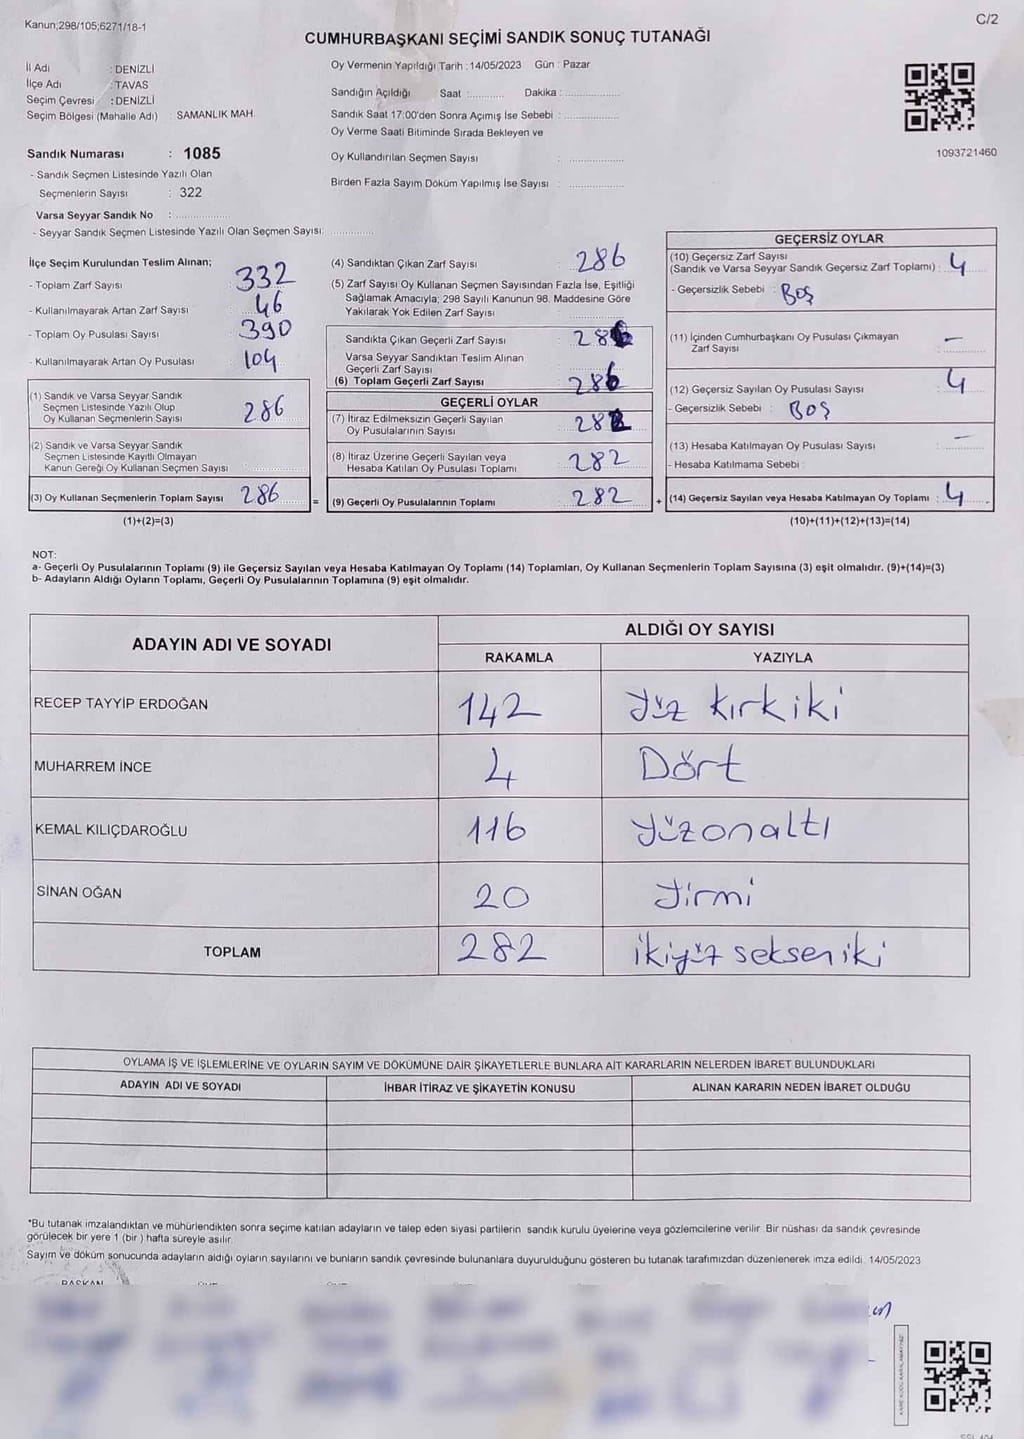 Kanun;298/105;6271/18-1
C/2
CUMHURBAŞKANI SEÇİMİ SANDIK SONUÇ TUTANAĞI
İl Adı : DENİZLİ
İlçe Adı : TAVAS
Seçim Çevresi : DENİZLİ
Seçim Bölgesi (Mahalle Adı) : SAMANLIK MAH.
Sandık Numarası : 1085
- Sandık Seçmen Listesinde Yazılı Olan
Seçmenlerin Sayısı : 322
Varsa Seyyar Sandık No :
- Seyyar Sandık Seçmen Listesinde Yazılı Olan Seçmen Sayısı:
Oy Vermenin Yapıldığı Tarih : 14/05/2023 Gün : Pazar
Sandığın Açıldığı Saat : Dakika :
Sandık Saat 17:00'den Sonra Açımış İse Sebebi :
Oy Verme Saati Bitiminde Sırada Bekleyen ve
Oy Kullandırılan Seçmen Sayısı :
Birden Fazla Sayım Döküm Yapılmış İse Sayısı :
1093721460
İlçe Seçim Kurulundan Teslim Alınan;
- Toplam Zarf Sayısı : 332
- Kullanılmayarak Artan Zarf Sayısı : 46
- Toplam Oy Pusulası Sayısı : 390
- Kullanılmayarak Artan Oy Pusulası : 104
(1) Sandık ve Varsa Seyyar Sandık
Seçmen Listesinde Yazılı Olup
Oy Kullanan Seçmenlerin Sayısı : 286
(2) Sandık ve Varsa Seyyar Sandık
Seçmen Listesinde Kayıtlı Olmayan
Kanun Gereği Oy Kullanan Seçmen Sayısı :
(3) Oy Kullanan Seçmenlerin Toplam Sayısı : 286
(1)+(2)=(3)
(4) Sandıktan Çıkan Zarf Sayısı : 286
(5) Zarf Sayısı Oy Kullanan Seçmen Sayısından Fazla İse, Eşitliği
Sağlamak Amacıyla, 298 Sayılı Kanunun 98. Maddesine Göre
Yakılarak Yok Edilen Zarf Sayısı :
Sandıkta Çıkan Geçerli Zarf Sayısı : 286
Varsa Seyyar Sandıktan Teslim Alınan
Geçerli Zarf Sayısı :
(6) Toplam Geçerli Zarf Sayısı : 286
GEÇERLİ OYLAR
(7) İtiraz Edilmeksizin Geçerli Sayılan
Oy Pusulalarının Sayısı : 282
(8) İtiraz Üzerine Geçerli Sayılan veya
Hesaba Katılan Oy Pusulası Toplamı : 282
= (9) Geçerli Oy Pusulalarının Toplamı : 282
GEÇERSİZ OYLAR
(10) Geçersiz Zarf Sayısı
(Sandık ve Varsa Seyyar Sandık Geçersiz Zarf Toplamı) : 4
- Geçersizlik Sebebi : BOŞ
(11) İçinden Cumhurbaşkanı Oy Pusulası Çıkmayan
Zarf Sayısı : —
(12) Geçersiz Sayılan Oy Pusulası Sayısı : 4
- Geçersizlik Sebebi : BOŞ
(13) Hesaba Katılmayan Oy Pusulası Sayısı : —
- Hesaba Katılmama Sebebi :
+ (14) Geçersiz Sayılan veya Hesaba Katılmayan Oy Toplamı : 4
(10)+(11)+(12)+(13)=(14)
NOT:
a- Geçerli Oy Pusulalarının Toplamı (9) ile Geçersiz Sayılan veya Hesaba Katılmayan Oy Toplamı (14) Toplamları, Oy Kullanan Seçmenlerin Toplam Sayısına (3) eşit olmalıdır. (9)+(14)=(3)
b- Adayların Aldığı Oyların Toplamı, Geçerli Oy Pusulalarının Toplamına (9) eşit olmalıdır.
ADAYIN ADI VE SOYADI ALDIĞI OY SAYISI
RAKAMLA YAZIYLA
RECEP TAYYİP ERDOĞAN 142 Yüz kırkiki
MUHARREM İNCE 4 Dört
KEMAL KILIÇDAROĞLU 116 Yüzonaltı
SİNAN OĞAN 20 Yirmi
TOPLAM 282 ikiyüz sekseniki
OYLAMA İŞ VE İŞLEMLERİNE VE OYLARIN SAYIM VE DÖKÜMÜNE DAİR ŞİKAYETLERLE BUNLARA AİT KARARLARIN NELERDEN İBARET BULUNDUKLARI
ADAYIN ADI VE SOYADI İHBAR İTİRAZ VE ŞİKAYETİN KONUSU ALINAN KARARIN NEDEN İBARET OLDUĞU
*Bu tutanak imzalandıktan ve mühürlendikten sonra seçime katılan adayların ve talep eden siyasi partilerin sandık kurulu üyelerine veya gözlemcilerine verilir. Bir nüshası da sandık çevresinde
görülecek bir yere 1 (bir ) hafta süreyle asılır.
Sayım ve döküm sonucunda adayların aldığı oyların sayılarını ve bunların sandık çevresinde bulunanlara duyurulduğunu gösteren bu tutanak tarafımızdan düzenlenerek imza edildi. 14/05/2023
BAŞKAN